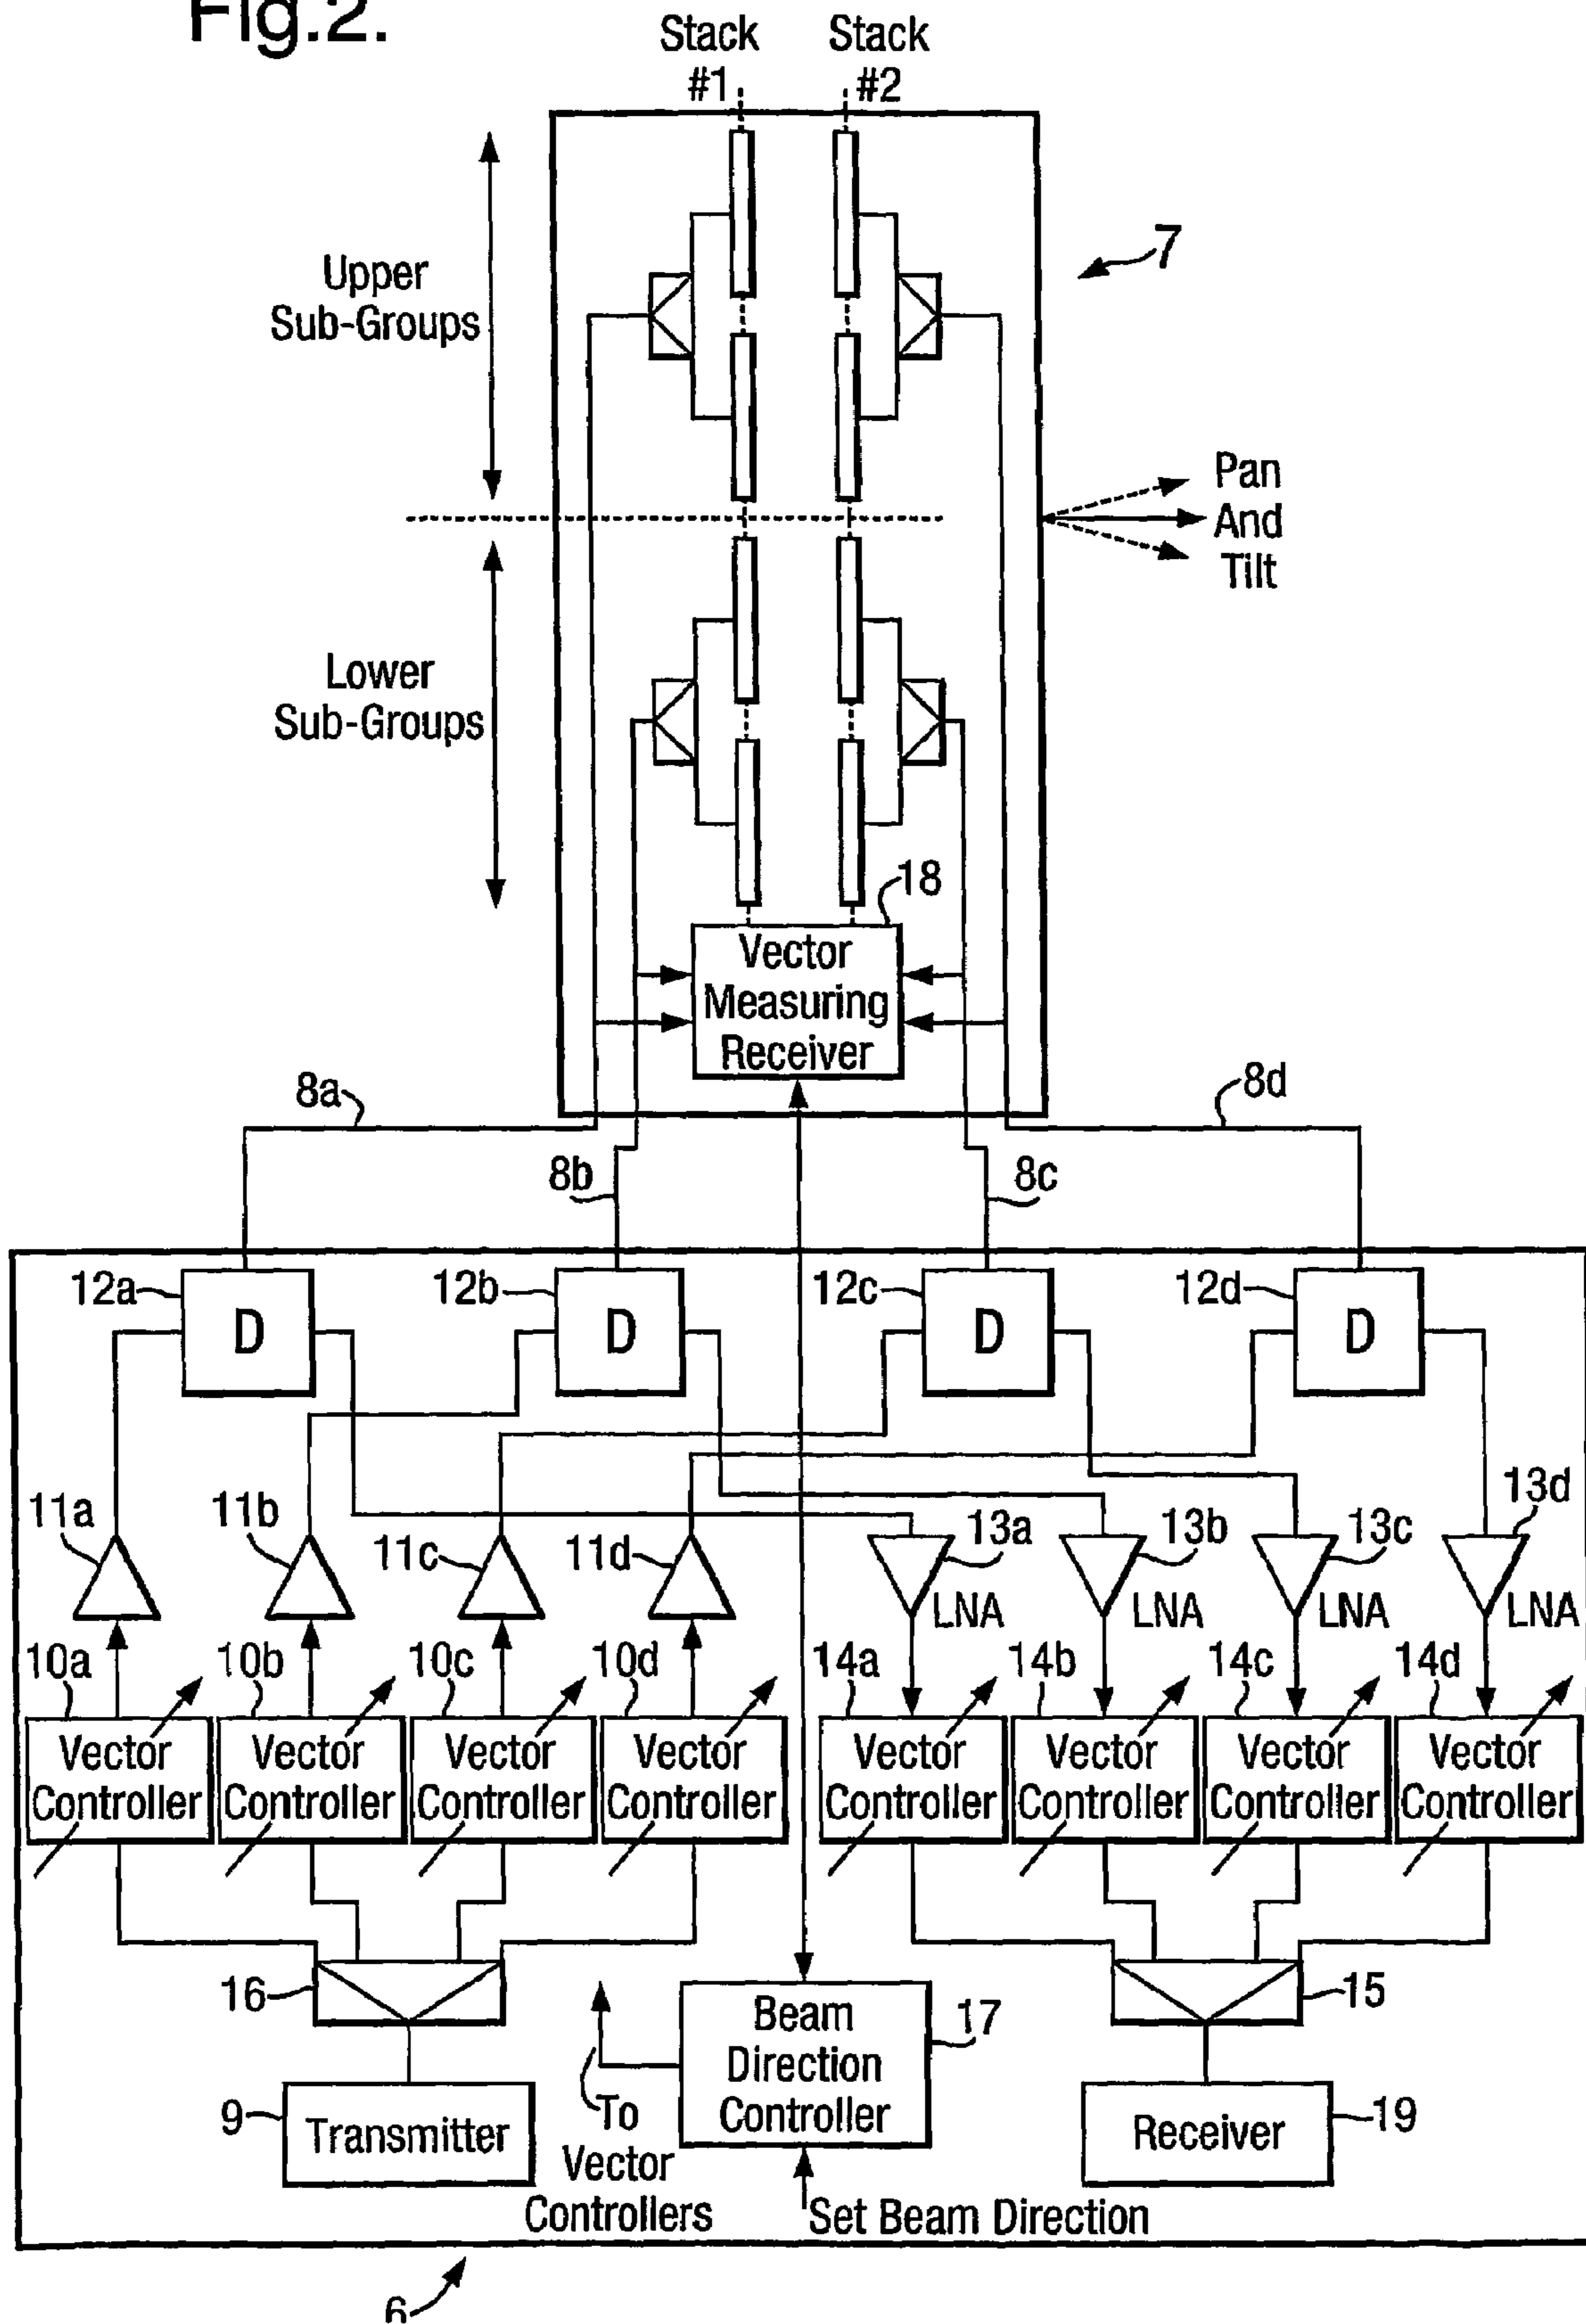 Fig.2.
Stack
#1
Stack
#2
7
Upper
Sub-Groups
Pan
And
Tilt
Lower
Sub-Groups
18
Vector
Measuring
Receiver
8a
8d
8b
8c
12a
D
12b
D
12c
D
12d
D
11a
11b
11c
11d
13a
13b
13c
13d
LNA
LNA
LNA
LNA
10a
10b
10c
10d
14a
14b
14c
14d
Vector
Controller
Vector
Controller
Vector
Controller
Vector
Controller
Vector
Controller
Vector
Controller
Vector
Controller
Vector
Controller
16
15
Beam
Direction
Controller
17
9
Transmitter
To
Vector
Controllers
Receiver
19
Set Beam Direction
6